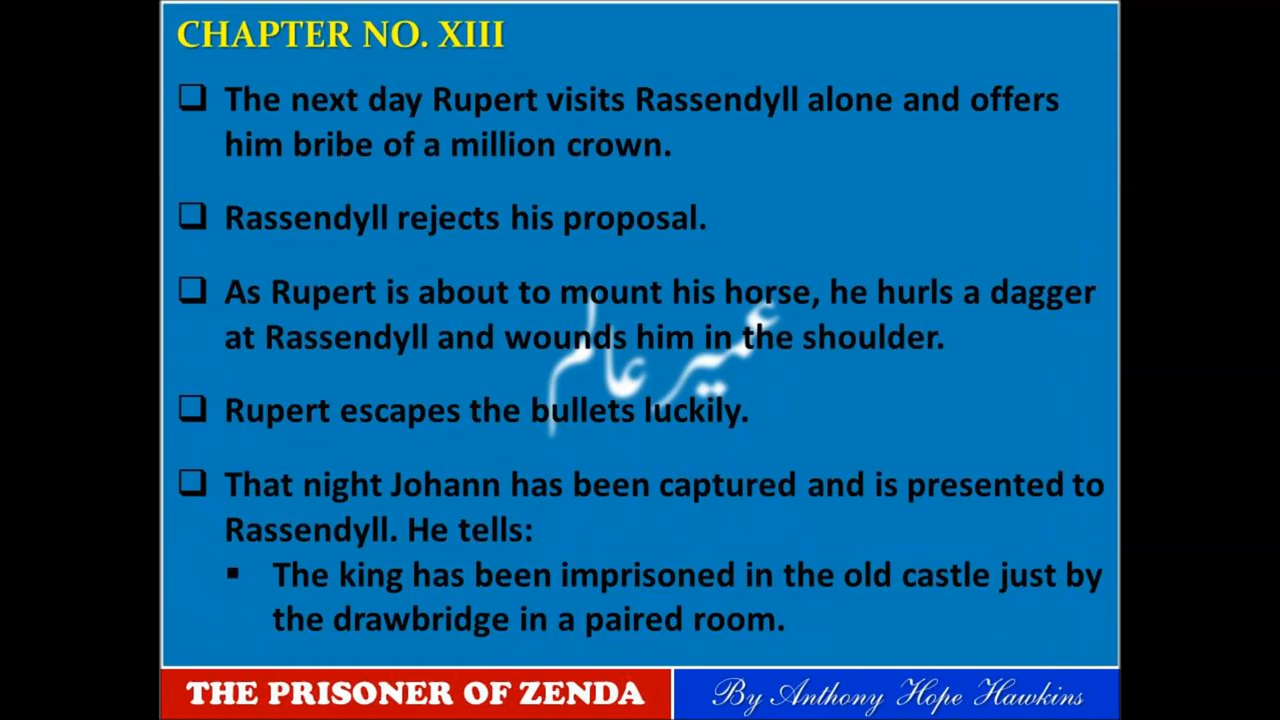 CHAPTER NO. XIII
❑ The next day Rupert visits Rassendyll alone and offers
him bribe of a million crown.
❑ Rassendyll rejects his proposal.
❑ As Rupert is about to mount his horse, he hurls a dagger
at Rassendyll and wounds him in the shoulder.
❑ Rupert escapes the bullets luckily.
❑ That night Johann has been captured and is presented to
Rassendyll. He tells:
▪ The king has been imprisoned in the old castle just by
the drawbridge in a paired room.
عمیر عالم
THE PRISONER OF ZENDA
By Anthony Hope Hawkins